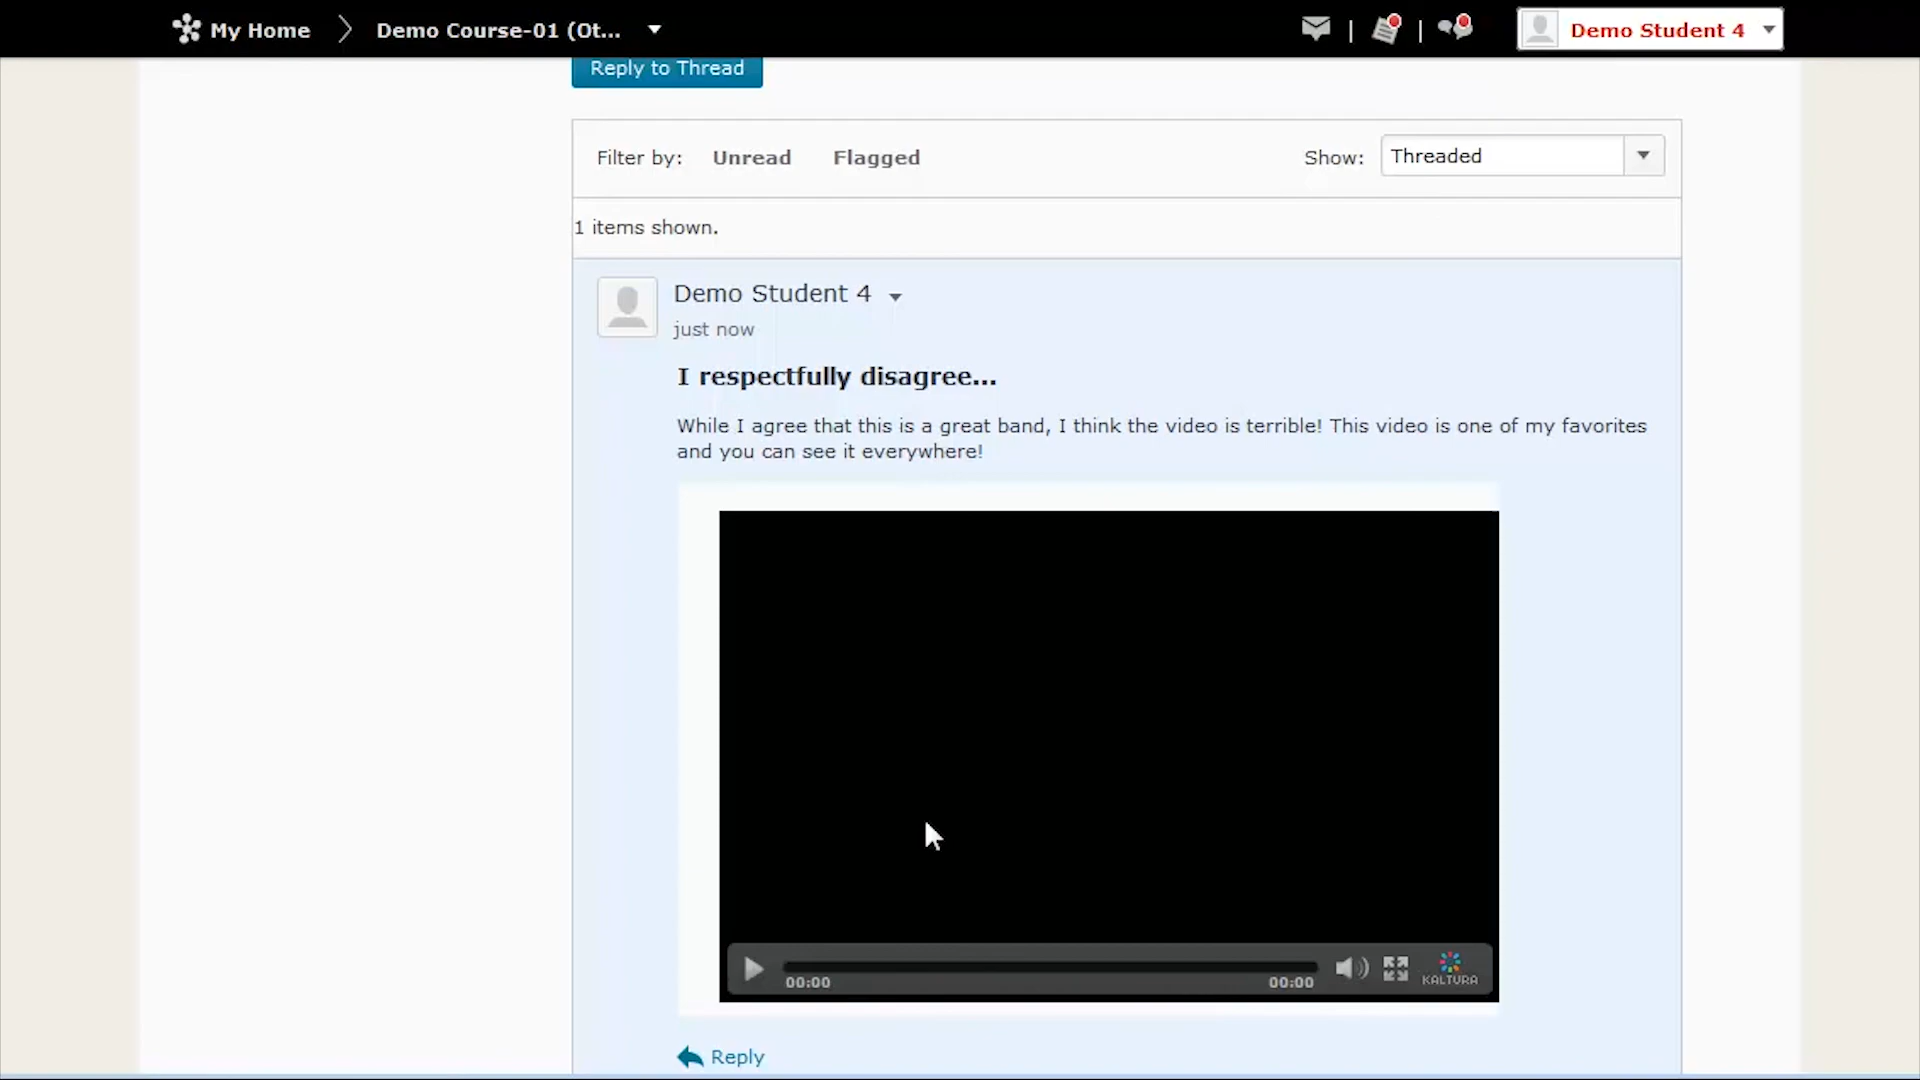 My Home
Demo Course-01 (Ot...
Demo Student 4
Reply to Thread
Filter by: Unread Flagged
Show: Threaded
1 items shown.
Demo Student 4
just now
I respectfully disagree...
While I agree that this is a great band, I think the video is terrible! This video is one of my favorites
and you can see it everywhere!
00:00
00:00
KALTURA
Reply